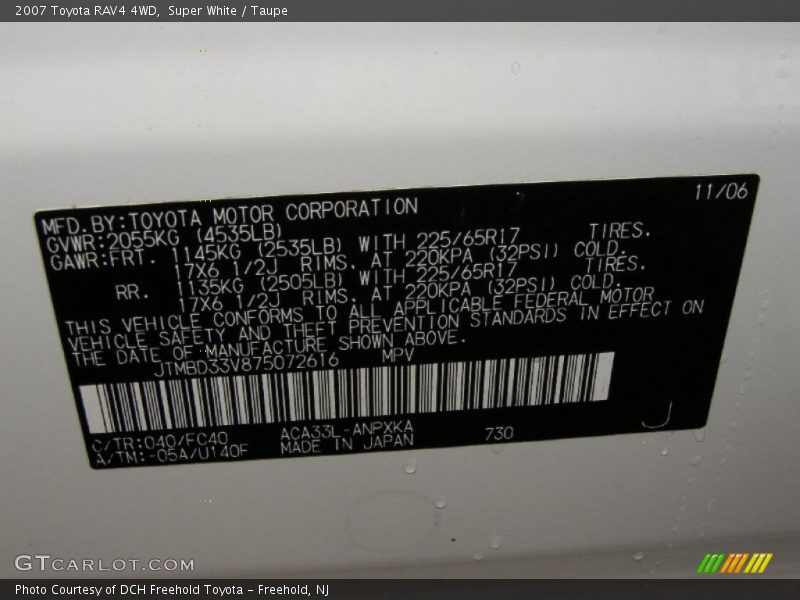 2007 Toyota RAV4 4WD,  Super White / Taupe
11/06
MFD.BY:TOYOTA MOTOR CORPORATION
GVWR:2055KG (4535LB)
GAWR:FRT. 1145KG (2535LB) WITH 225/65R17 TIRES.
17X6 1/2J RIMS. AT 220KPA (32PSI) COLD.
RR. 1135KG (2505LB) WITH 225/65R17 TIRES.
17X6 1/2J RIMS. AT 220KPA (32PSI) COLD.
THIS VEHICLE CONFORMS TO ALL APPLICABLE FEDERAL MOTOR
VEHICLE SAFETY AND THEFT PREVENTION STANDARDS IN EFFECT ON
THE DATE OF MANUFACTURE SHOWN ABOVE.
JTMBD33V875072616 MPV
C/TR:040/FC40 ACA33L-ANPXKA 730 J
A/TM:-05A/U140F MADE IN JAPAN
GTCARLOT.COM
Photo Courtesy of DCH Freehold Toyota - Freehold, NJ